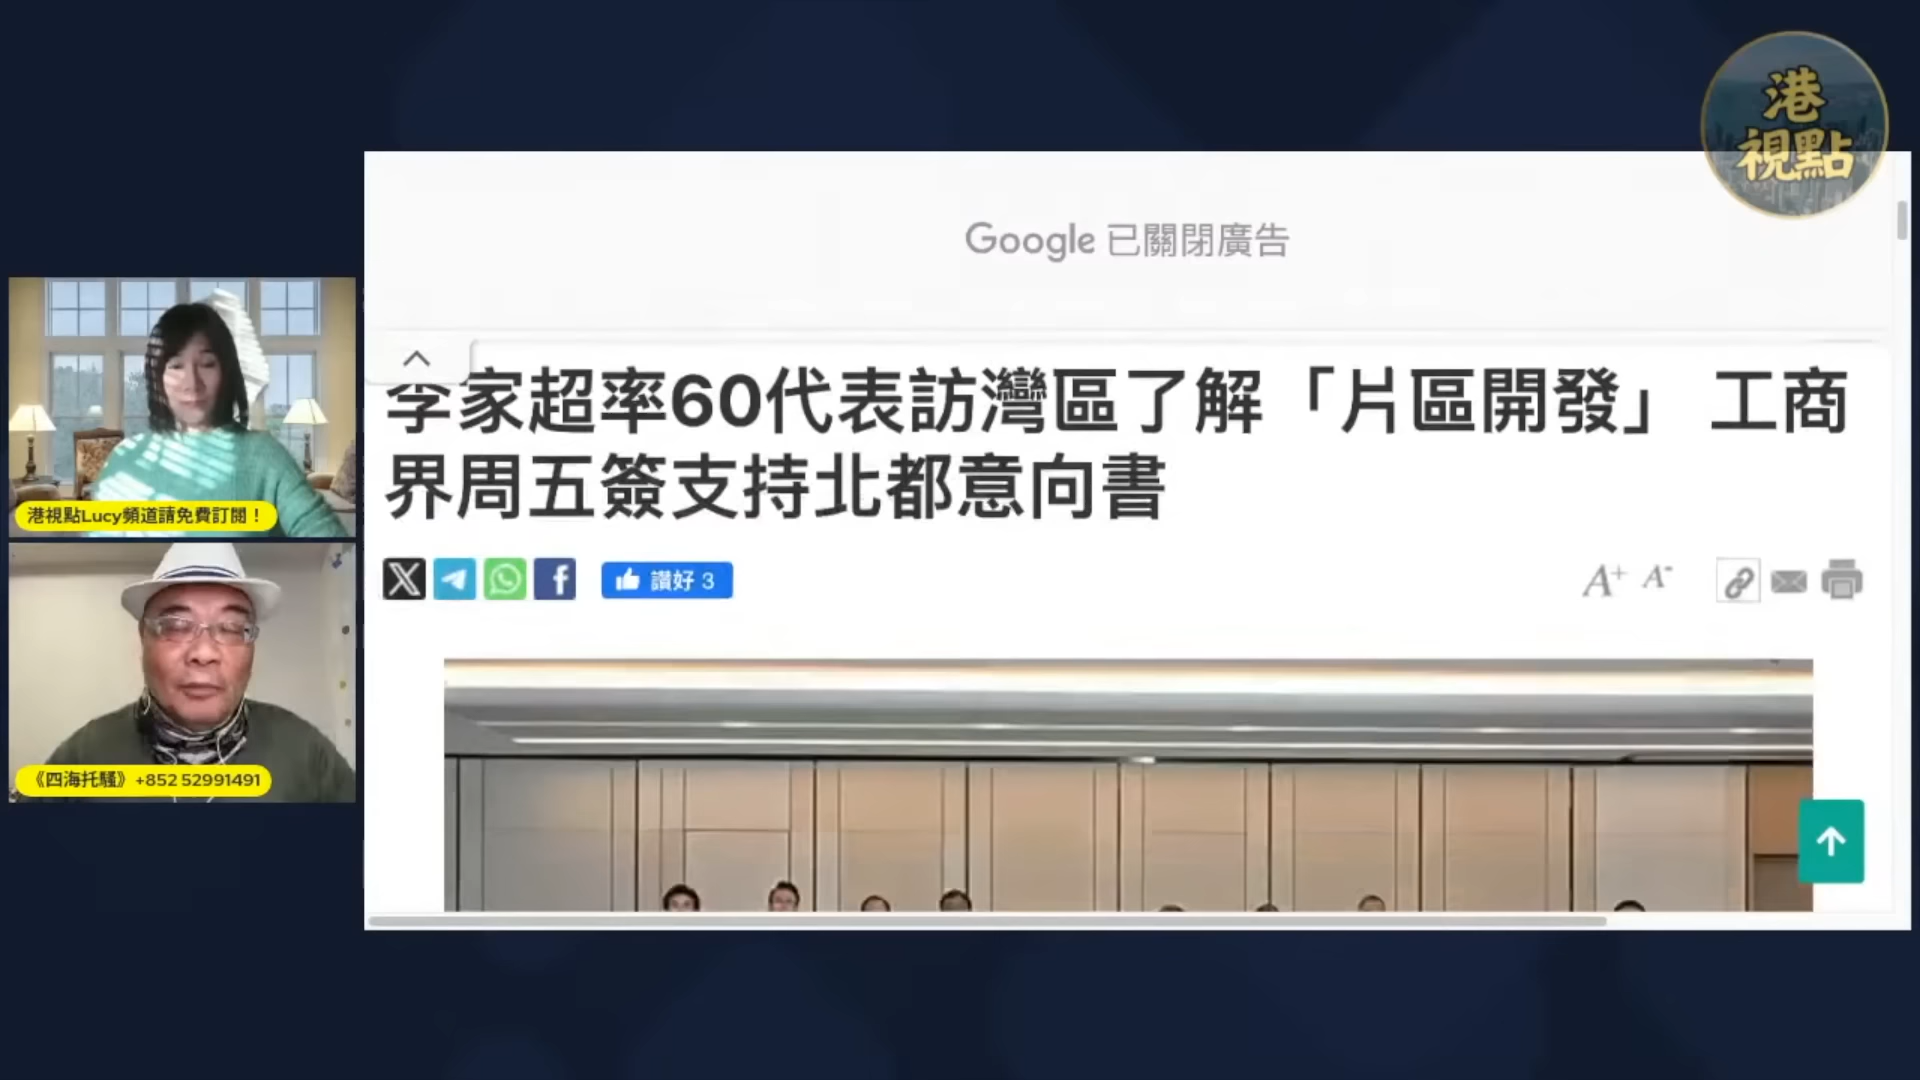 港
視點
Google 已關閉廣告
李家超率60代表訪灣區了解「片區開發」 工商
界周五簽支持北都意向書
讚好 3
A+ A-
港視點Lucy頻道請免費訂閱！
《四海托騷》+852 52991491